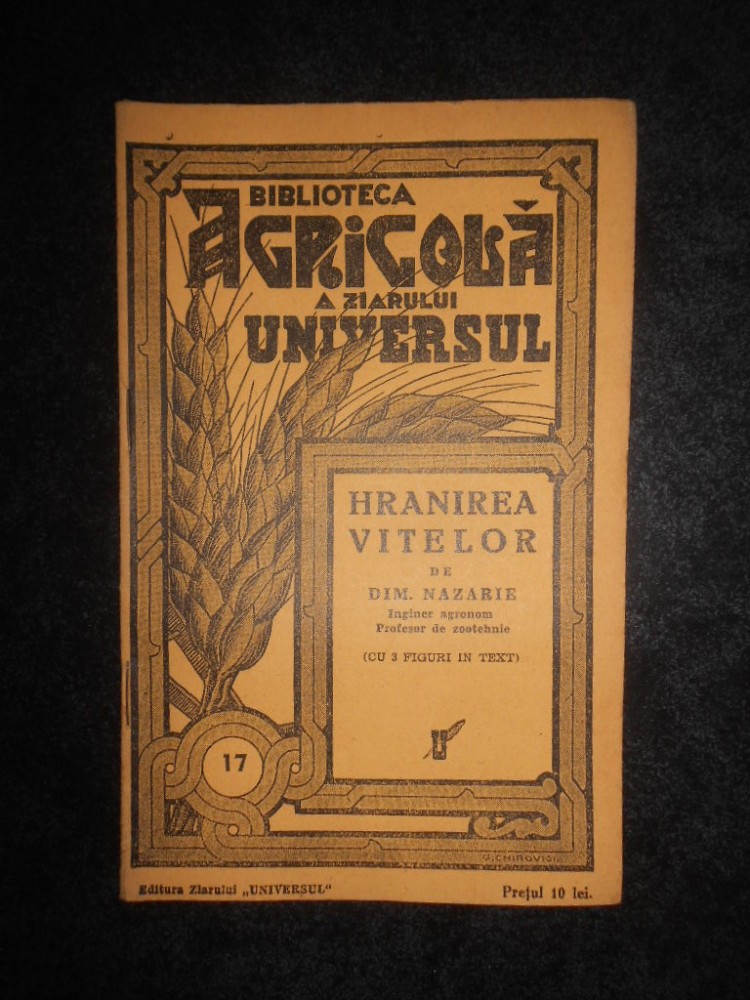 BIBLIOTECA
AGRICOLĂ
A ZIARULUI
UNIVERSUL
HRANIREA
VITELOR
DE
DIM. NAZARIE
Inginer agronom
Profesor de zootehnie
(CU 3 FIGURI IN TEXT)
U
17
G.CHIROVICI
Editura Ziarului „UNIVERSUL“
Prețul 10 lei.